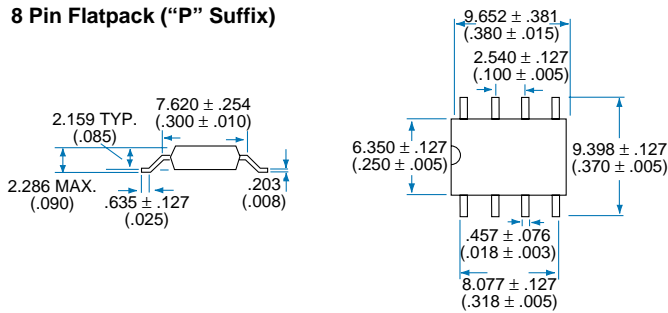 8 Pin Flatpack (“P” Suffix)
7.620 ± .254
(.300 ± .010)
2.159 TYP.
(.085)
2.286 MAX.
(.090)
.635 ± .127
(.025)
.203
(.008)
9.652 ± .381
(.380 ± .015)
2.540 ± .127
(.100 ± .005)
6.350 ± .127
(.250 ± .005)
9.398 ± .127
(.370 ± .005)
.457 ± .076
(.018 ± .003)
8.077 ± .127
(.318 ± .005)